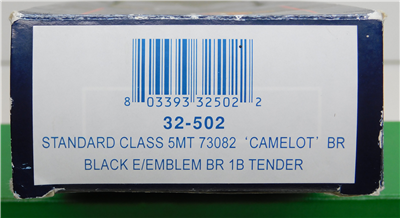 8 03393 32502 2
32-502
STANDARD CLASS 5MT 73082 'CAMELOT' BR
BLACK E/EMBLEM BR 1B TENDER